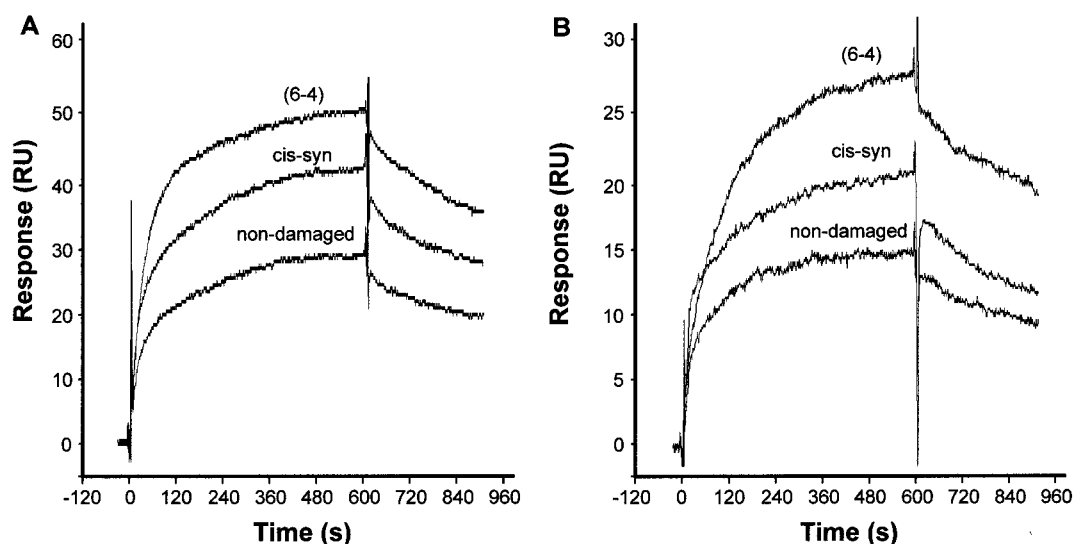 A
60
50
40
30
20
10
0
Response (RU)
(6-4)
cis-syn
non-damaged
-120 0 120 240 360 480 600 720 840 960
Time (s)
B
30
25
20
15
10
5
0
Response (RU)
(6-4)
cis-syn
non-damaged
-120 0 120 240 360 480 600 720 840 960
Time (s)